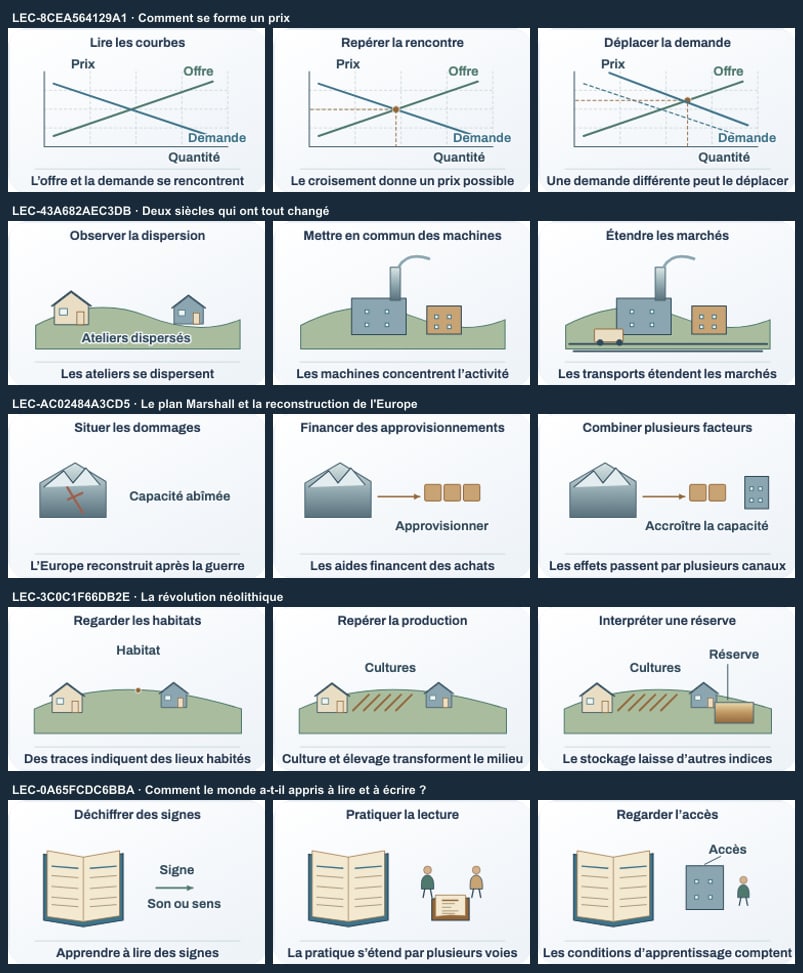 LEC-8CEA564129A1 · Comment se forme un prix
Lire les courbes
Prix
Offre
Demande
Quantité
L’offre et la demande se rencontrent
Repérer la rencontre
Prix
Offre
Demande
Quantité
Le croisement donne un prix possible
Déplacer la demande
Prix
Offre
Demande
Quantité
Une demande différente peut le déplacer
LEC-43A682AEC3DB · Deux siècles qui ont tout changé
Observer la dispersion
Ateliers dispersés
Les ateliers se dispersent
Mettre en commun des machines
Les machines concentrent l’activité
Étendre les marchés
Les transports étendent les marchés
LEC-AC02484A3CD5 · Le plan Marshall et la reconstruction de l'Europe
Situer les dommages
Capacité abîmée
L’Europe reconstruit après la guerre
Financer des approvisionnements
Approvisionner
Les aides financent des achats
Combiner plusieurs facteurs
Accroître la capacité
Les effets passent par plusieurs canaux
LEC-3C0C1F66DB2E · La révolution néolithique
Regarder les habitats
Habitat
Des traces indiquent des lieux habités
Repérer la production
Cultures
Culture et élevage transforment le milieu
Interpréter une réserve
Réserve
Cultures
Le stockage laisse d’autres indices
LEC-0A65FCDC6BBA · Comment le monde a-t-il appris à lire et à écrire ?
Déchiffrer des signes
Signe
Son ou sens
Apprendre à lire des signes
Pratiquer la lecture
La pratique s’étend par plusieurs voies
Regarder l’accès
Accès
Les conditions d’apprentissage comptent